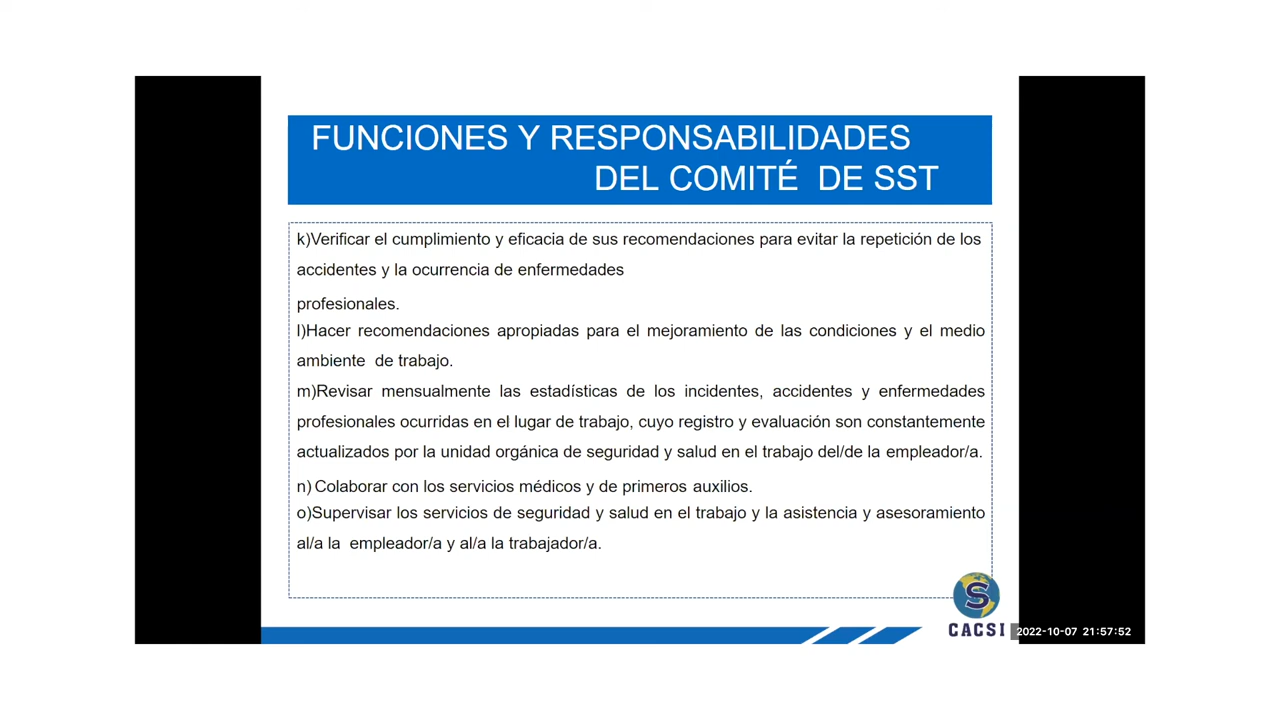 FUNCIONES Y RESPONSABILIDADES
DEL COMITÉ DE SST
k)Verificar el cumplimiento y eficacia de sus recomendaciones para evitar la repetición de los
accidentes y la ocurrencia de enfermedades
profesionales.
l)Hacer recomendaciones apropiadas para el mejoramiento de las condiciones y el medio
ambiente de trabajo.
m)Revisar mensualmente las estadísticas de los incidentes, accidentes y enfermedades
profesionales ocurridas en el lugar de trabajo, cuyo registro y evaluación son constantemente
actualizados por la unidad orgánica de seguridad y salud en el trabajo del/de la empleador/a.
n) Colaborar con los servicios médicos y de primeros auxilios.
o)Supervisar los servicios de seguridad y salud en el trabajo y la asistencia y asesoramiento
al/a la empleador/a y al/a la trabajador/a.
S
CACSI
2022-10-07 21:57:52